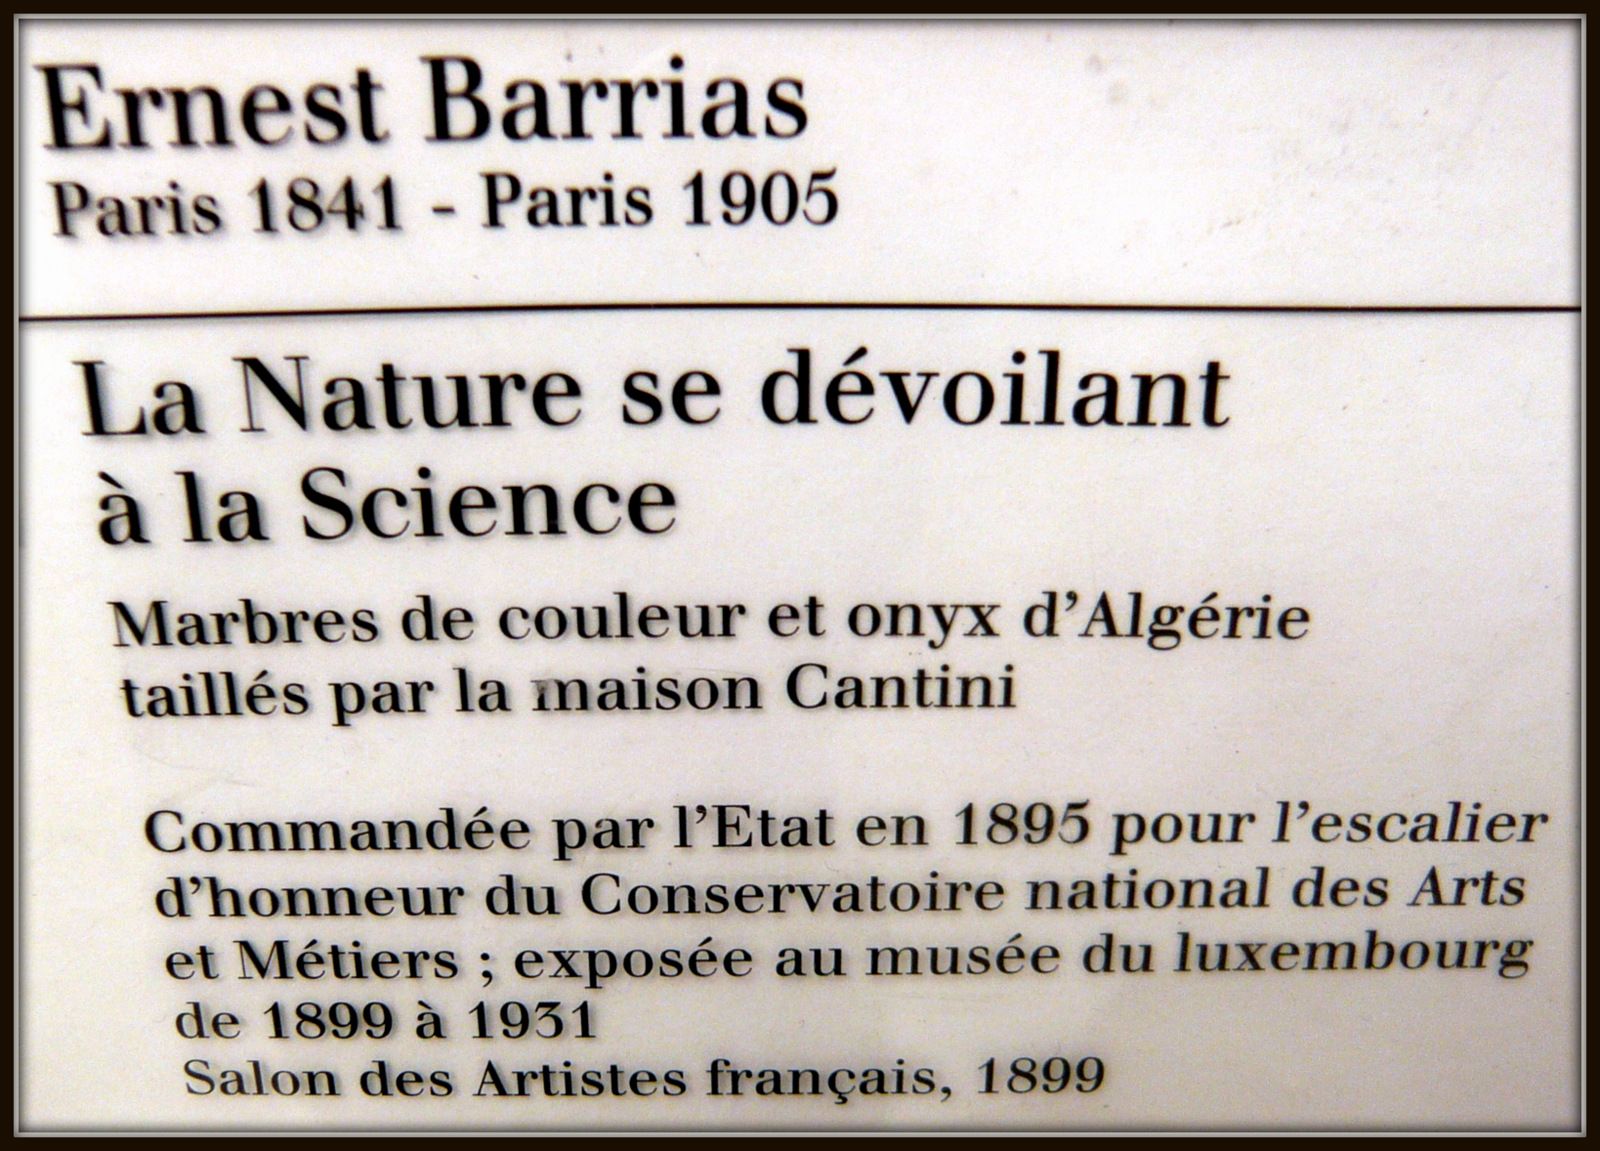 Ernest Barrias
Paris 1841 - Paris 1905
La Nature se dévoilant
à la Science
Marbres de couleur et onyx d'Algérie
taillés par la maison Cantini
Commandée par l'Etat en 1895 pour l'escalier
d'honneur du Conservatoire national des Arts
et Métiers ; exposée au musée du luxembourg
de 1899 à 1931
Salon des Artistes français, 1899